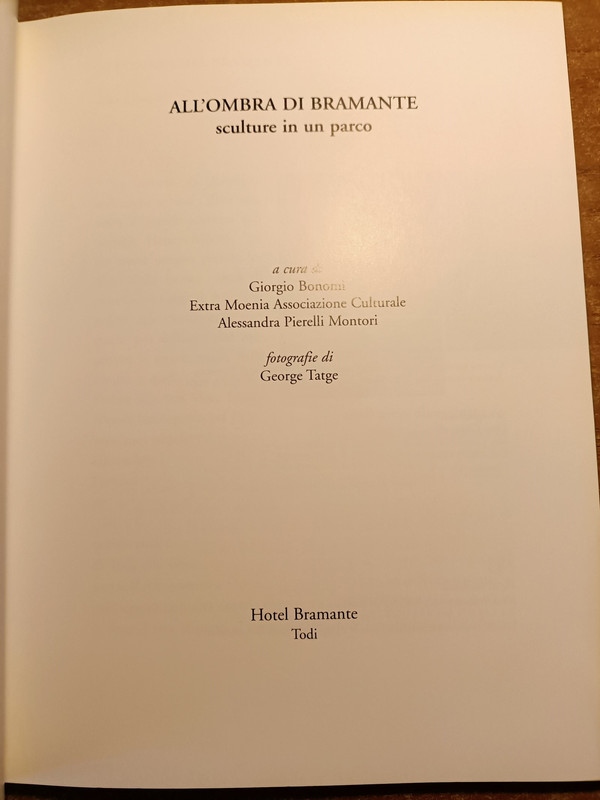 ALL'OMBRA DI BRAMANTE
sculture in un parco
a cura di
Giorgio Bonomi
Extra Moenia Associazione Culturale
Alessandra Pierelli Montori
fotografie di
George Tatge
Hotel Bramante
Todi